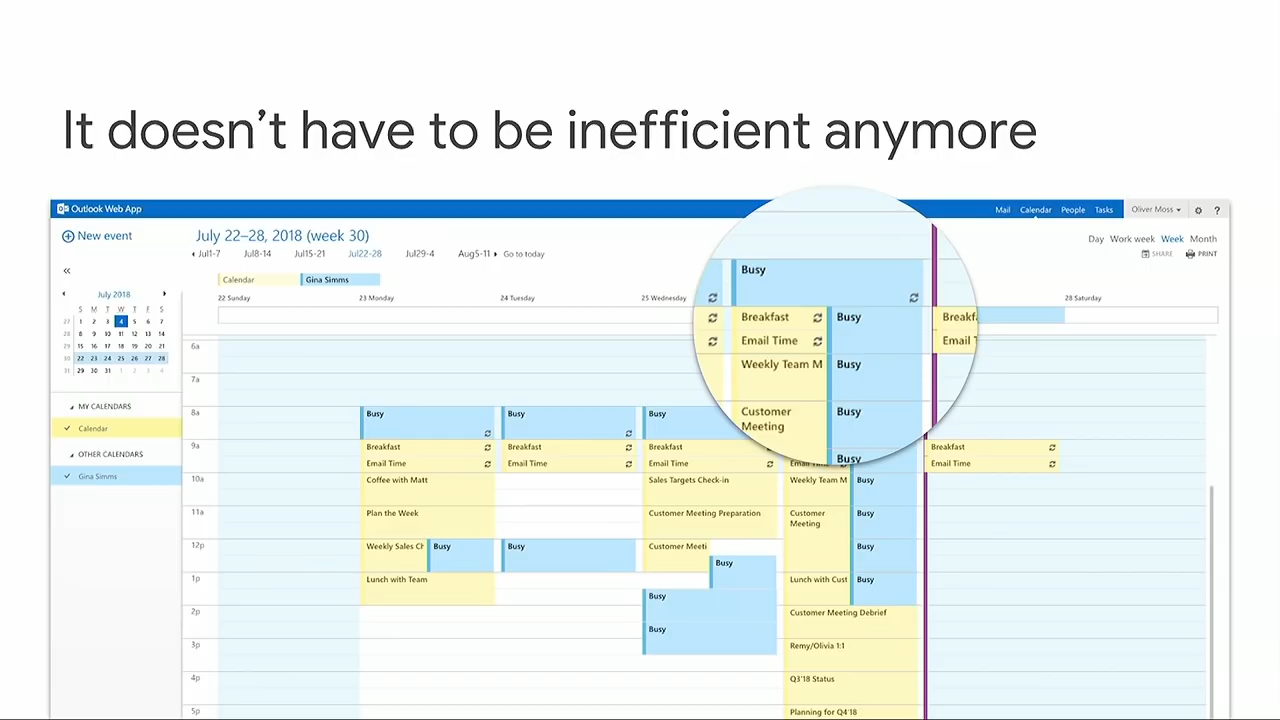 It doesn't have to be inefficient anymore
Outlook Web App
Mail Calendar People Tasks Oliver Moss ?
New event
July 22–28, 2018 (week 30)
Day Work week Week Month
Jul1-7 Jul8-14 Jul15-21 Jul22-28 Jul29-4 Aug5-11 Go to today
SHARE PRINT
«
Calendar Gina Simms
July 2018
22 Sunday 23 Monday 24 Tuesday 25 Wednesday 28 Saturday
S M T W T F S
27 1 2 3 4 5 6 7
28 8 9 10 11 12 13 14
29 15 16 17 18 19 20 21
30 22 23 24 25 26 27 28
31 29 30 31 1 2 3 4
MY CALENDARS
Calendar
OTHER CALENDARS
Gina Simms
Busy
Breakfast Busy Breakf
Email Time Email T
Weekly Team M Busy
Customer Busy
Meeting
Busy
6a
7a
8a Busy Busy Busy
9a Breakfast Breakfast Breakfast Breakfast
Email Time Email Time Email Time Email Time Email Time
10a Coffee with Matt Sales Targets Check-in Weekly Team M Busy
11a Plan the Week Customer Meeting Preparation Customer Busy
Meeting
12p Weekly Sales Ch Busy Busy Customer Meeti Busy
Busy
1p Lunch with Team Lunch with Cust Busy
2p Busy Customer Meeting Debrief
3p Busy Remy/Olivia 1:1
4p Q3'18 Status
5p Planning for Q4'18